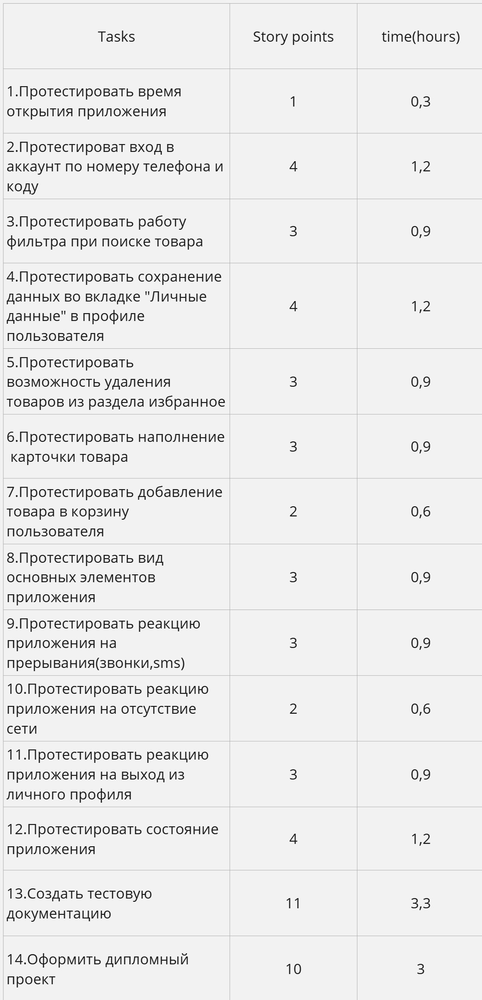 Tasks
Story points
time(hours)
1.Протестировать время
открытия приложения
1
0,3
2.Протестироват вход в
аккаунт по номеру телефона и
коду
4
1,2
3.Протестировать работу
фильтра при поиске товара
3
0,9
4.Протестировать сохранение
данных во вкладке "Личные
данные" в профиле
пользователя
4
1,2
5.Протестировать
возможность удаления
товаров из раздела избранное
3
0,9
6.Протестировать наполнение
карточки товара
3
0,9
7.Протестировать добавление
товара в корзину
пользователя
2
0,6
8.Протестировать вид
основных элементов
приложения
3
0,9
9.Протестировать реакцию
приложения на
прерывания(звонки,sms)
3
0,9
10.Протестировать реакцию
приложения на отсутствие
сети
2
0,6
11.Протестировать реакцию
приложения на выход из
личного профиля
3
0,9
12.Протестировать состояние
приложения
4
1,2
13.Создать тестовую
документацию
11
3,3
14.Оформить дипломный
проект
10
3